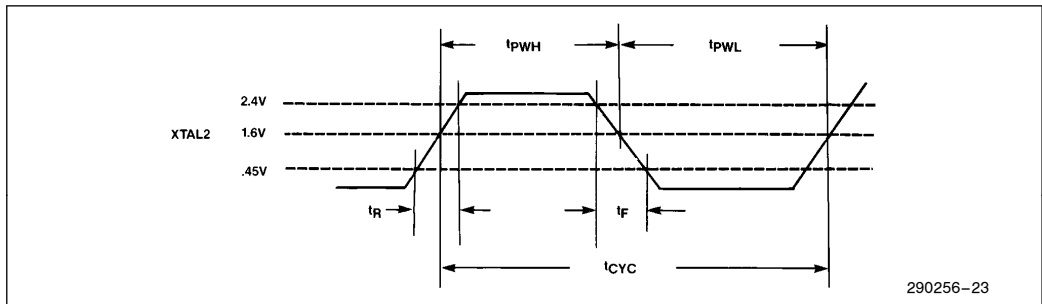 tPWH
tPWL
2.4V
XTAL2 1.6V
.45V
tR
tF
tCYC
290256–23